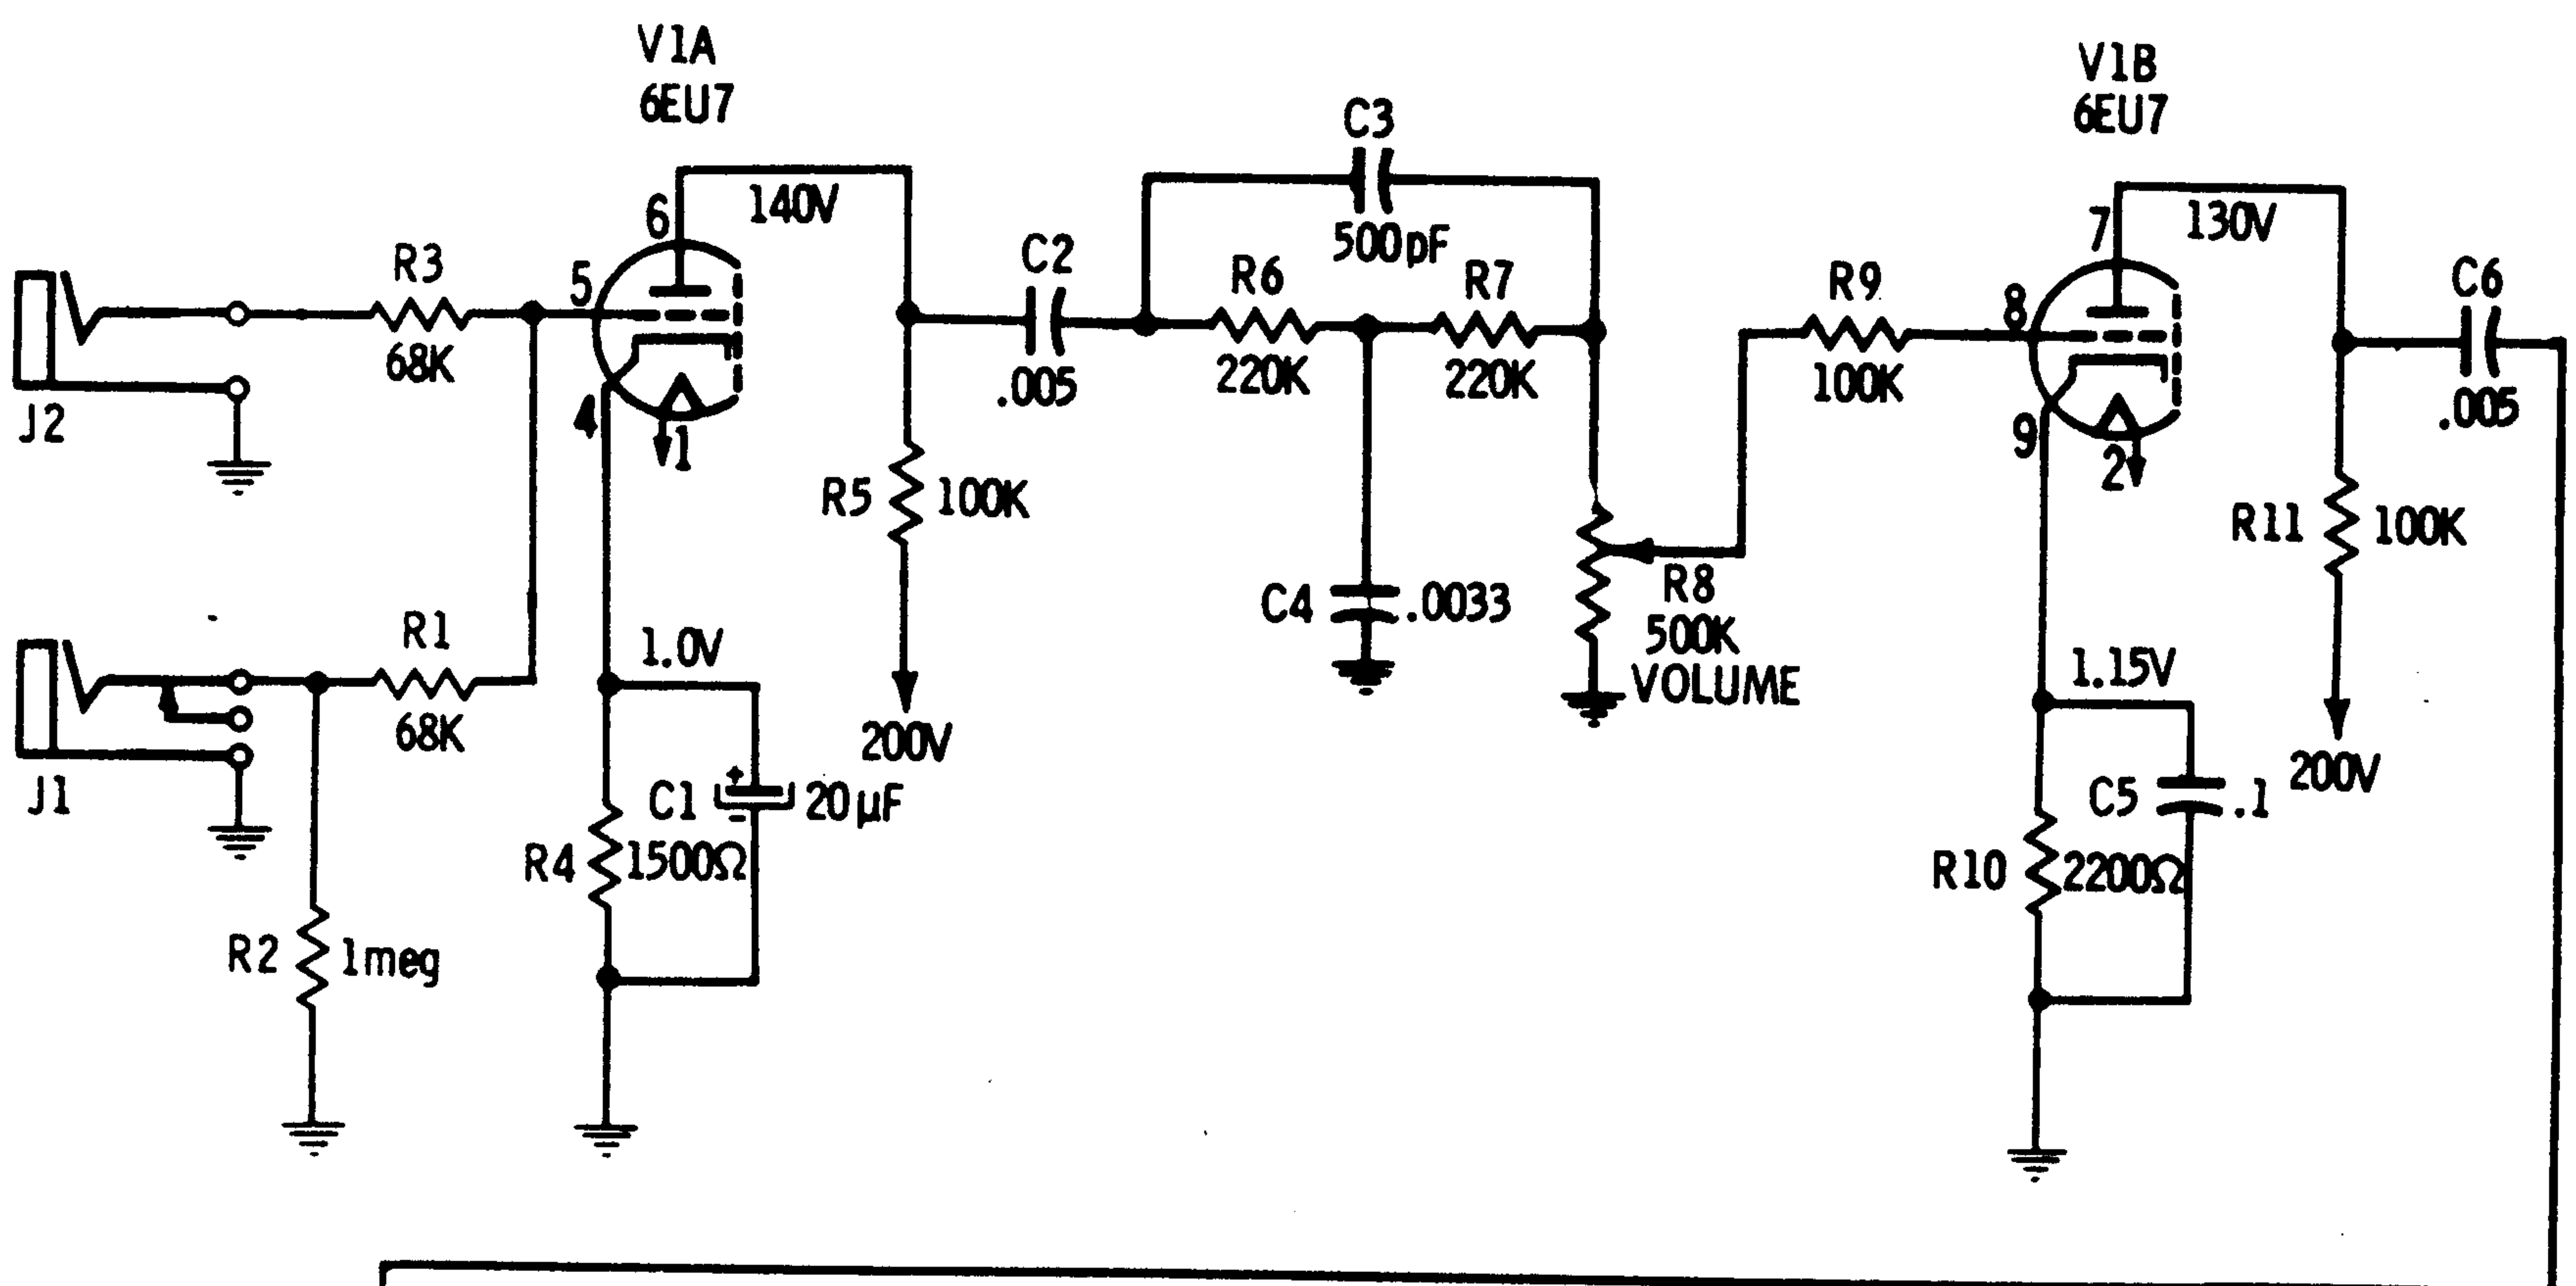 V1A
6EU7
V1B
6EU7
C3
500pF
6
140V
7
130V
R3
68K
5
4
1
C2
.005
R6
220K
R7
220K
R9
100K
8
9
2
C6
.005
J2
R5
100K
200V
C4
.0033
R8
500K
VOLUME
R11
100K
200V
J1
R1
68K
1.0V
1.15V
C1
+
-
20µF
R4
1500Ω
C5
.1
R10
2200Ω
R2
1meg